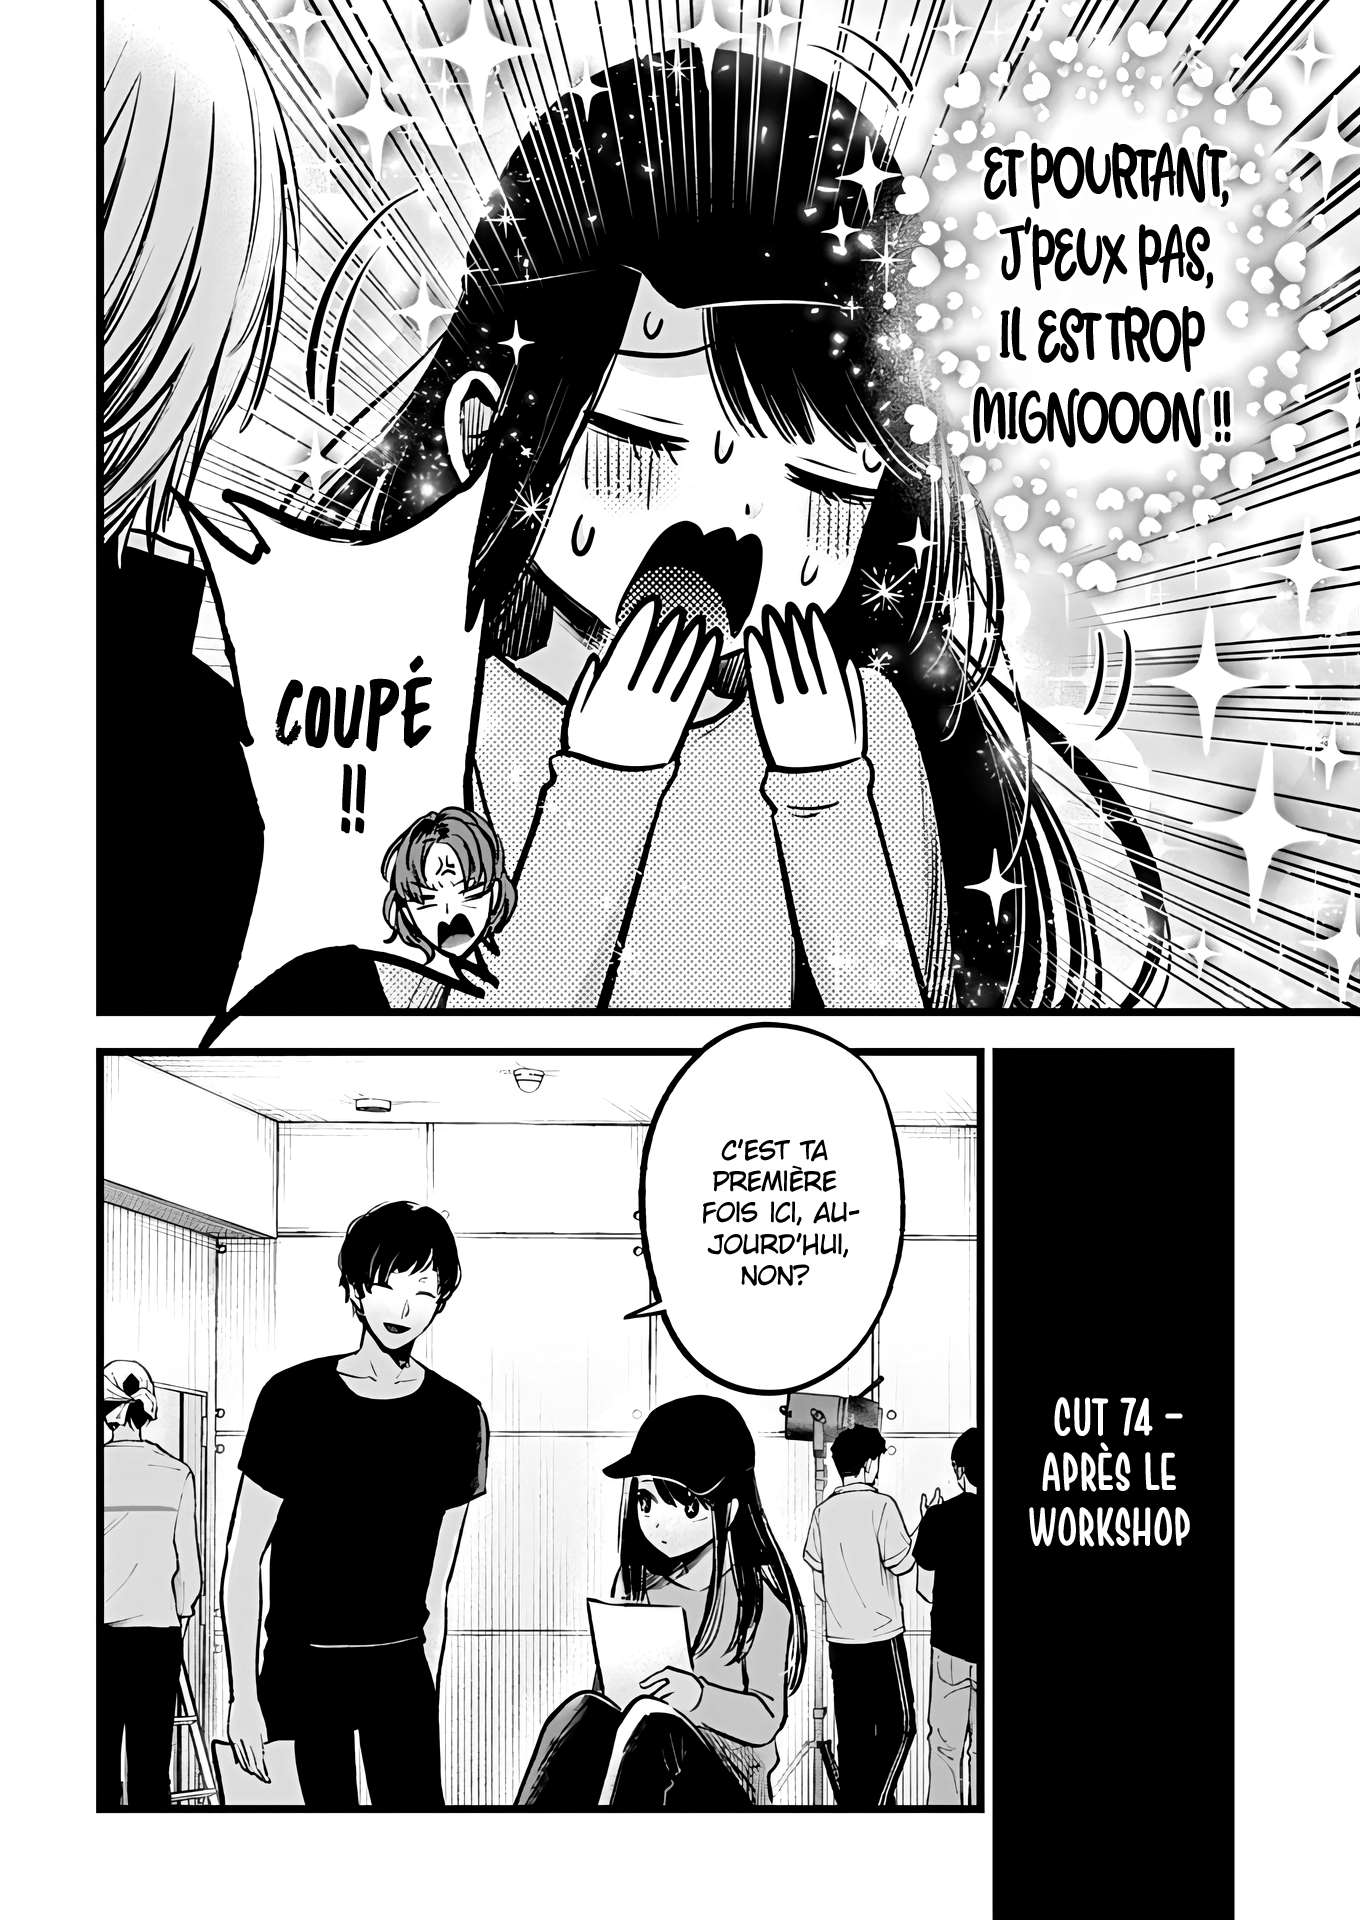 ET POURTANT,
J'PEUX PAS,
IL EST TROP
MIGNOOON !!
COUPÉ
!!
CUT 74 –
APRÈS LE
WORKSHOP
C'EST TA
PREMIÈRE
FOIS ICI, AU-
JOURD'HUI,
NON?